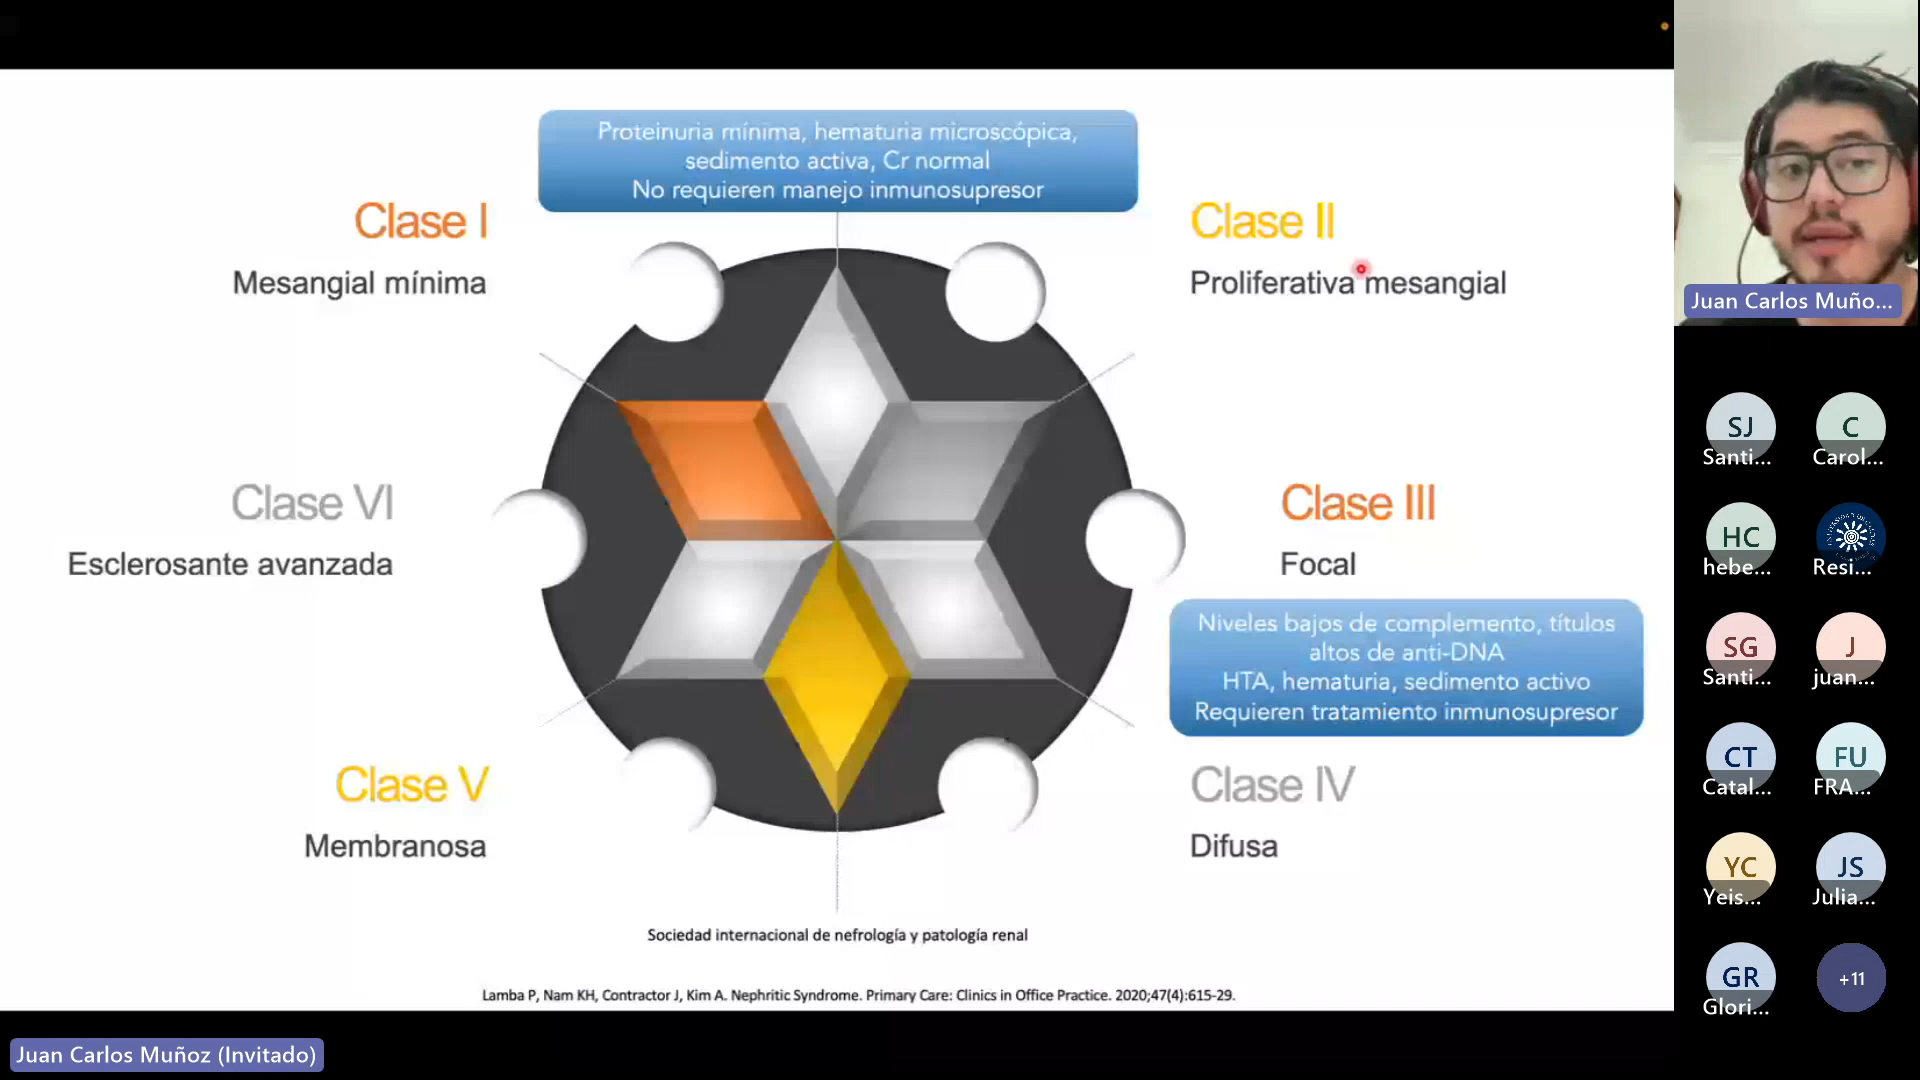 Proteinuria mínima, hematuria microscópica,
sedimento activa, Cr normal
No requieren manejo inmunosupresor
Clase I
Mesangial mínima
Clase II
Proliferativa mesangial
Clase VI
Esclerosante avanzada
Clase III
Focal
Niveles bajos de complemento, títulos
altos de anti-DNA
HTA, hematuria, sedimento activo
Requieren tratamiento inmunosupresor
Clase V
Membranosa
Clase IV
Difusa
Sociedad internacional de nefrología y patología renal
Lamba P, Nam KH, Contractor J, Kim A. Nephritic Syndrome. Primary Care: Clinics in Office Practice. 2020;47(4):615-29.
Juan Carlos Muñoz (Invitado)
Juan Carlos Muño...
SJ
Santi...
C
Carol...
HC
hebe...
Resi...
SG
Santi...
J
juan...
CT
Catal...
FU
FRA...
YC
Yeis...
JS
Julia...
GR
Glori...
+11